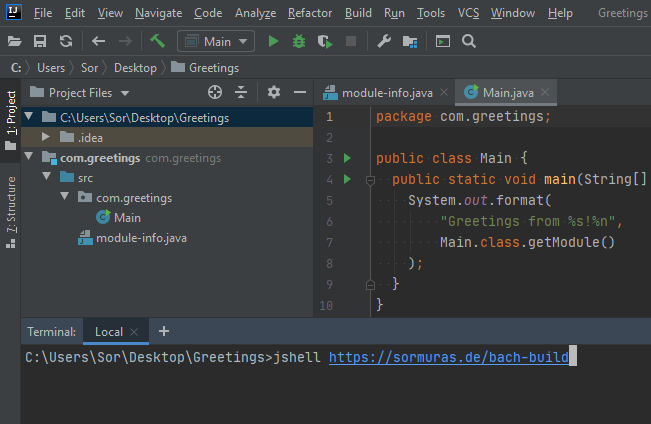 IJ File Edit View Navigate Code Analyze Refactor Build Run Tools VCS Window Help Greetings
Main
C: Users Sor Desktop Greetings
1: Project
Z: Structure
Project Files
C:\Users\Sor\Desktop\Greetings
.idea
com.greetings com.greetings
src
com.greetings
Main
module-info.java
module-info.java Main.java
1 package com.greetings;
2
3 public class Main {
4 public static void main(String[]
5 System.out.format(
6 "Greetings from %s!%n",
7 Main.class.getModule()
8 );
9 }
10 }
Terminal: Local
C:\Users\Sor\Desktop\Greetings>jshell https://sormuras.de/bach-build